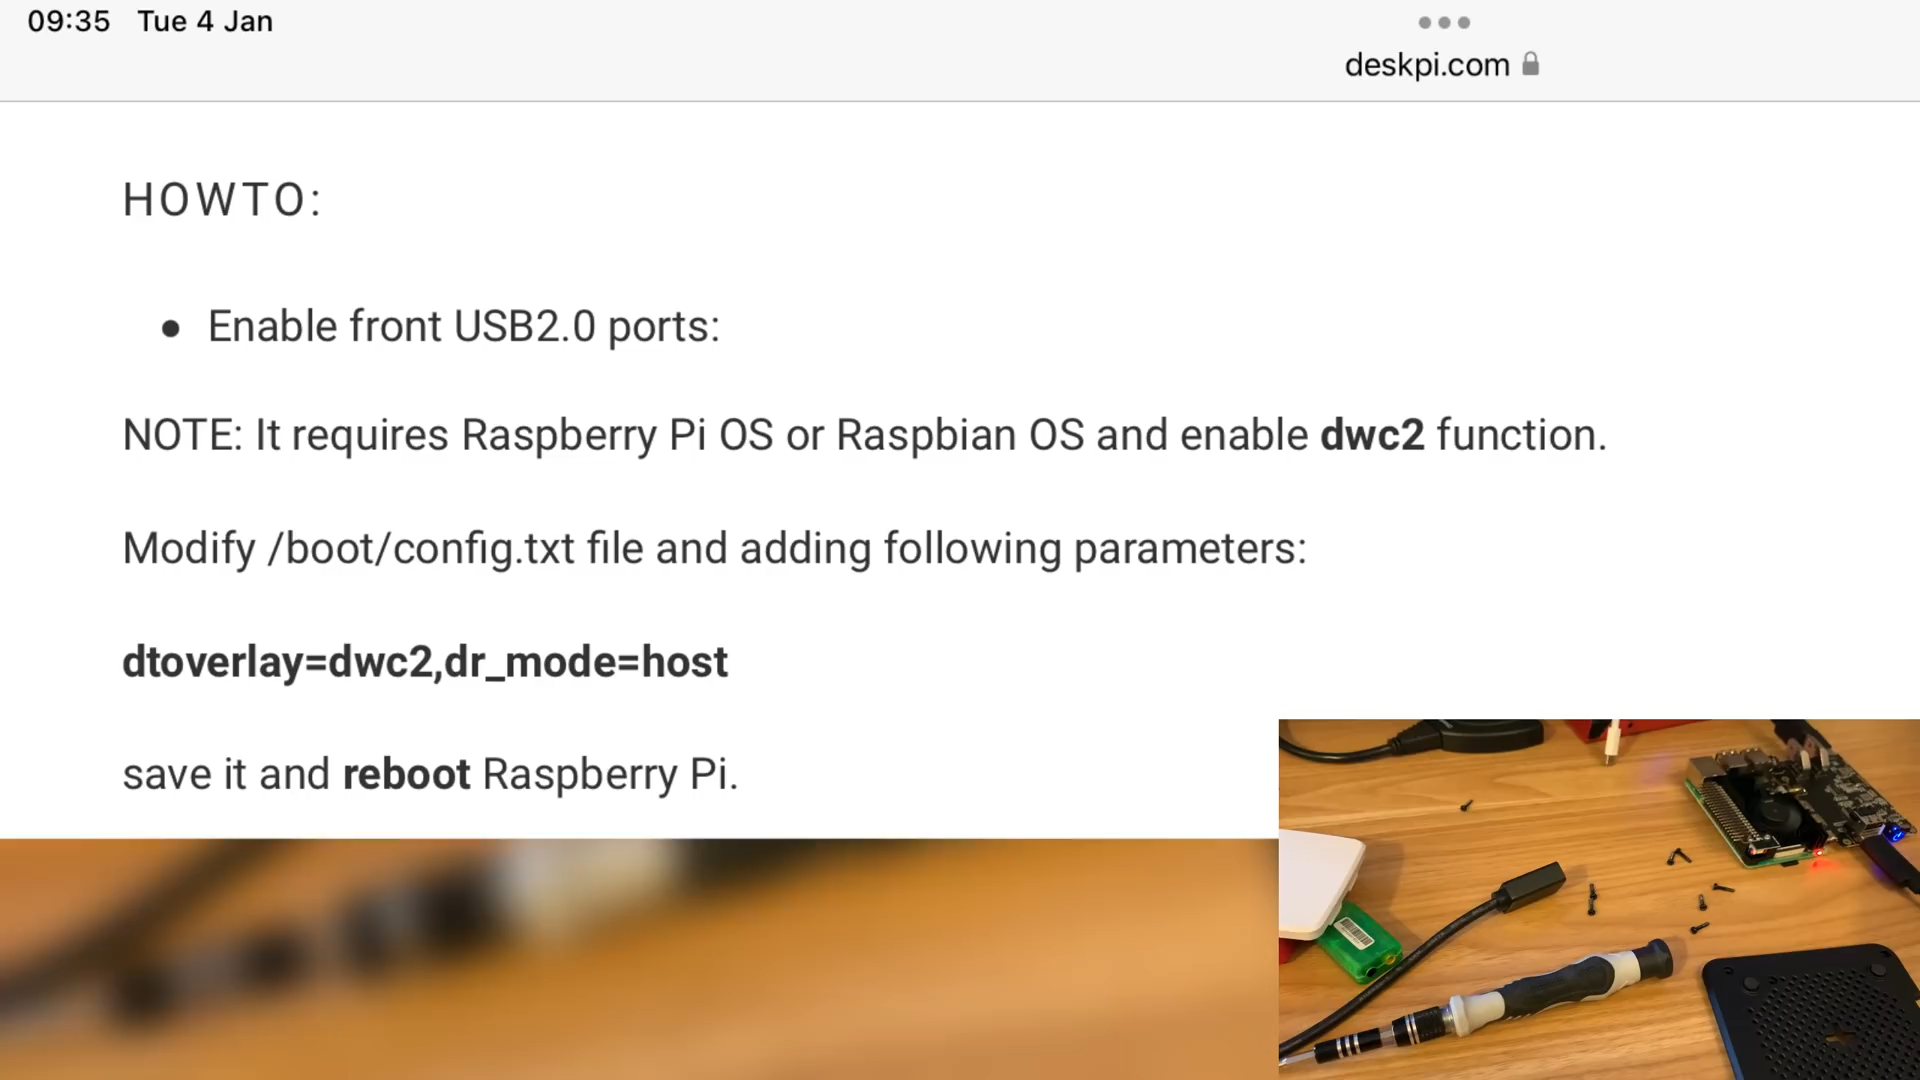 09:35 Tue 4 Jan
deskpi.com
HOWTO:
Enable front USB2.0 ports:
NOTE: It requires Raspberry Pi OS or Raspbian OS and enable dwc2 function.
Modify /boot/config.txt file and adding following parameters:
dtoverlay=dwc2,dr_mode=host
save it and reboot Raspberry Pi.